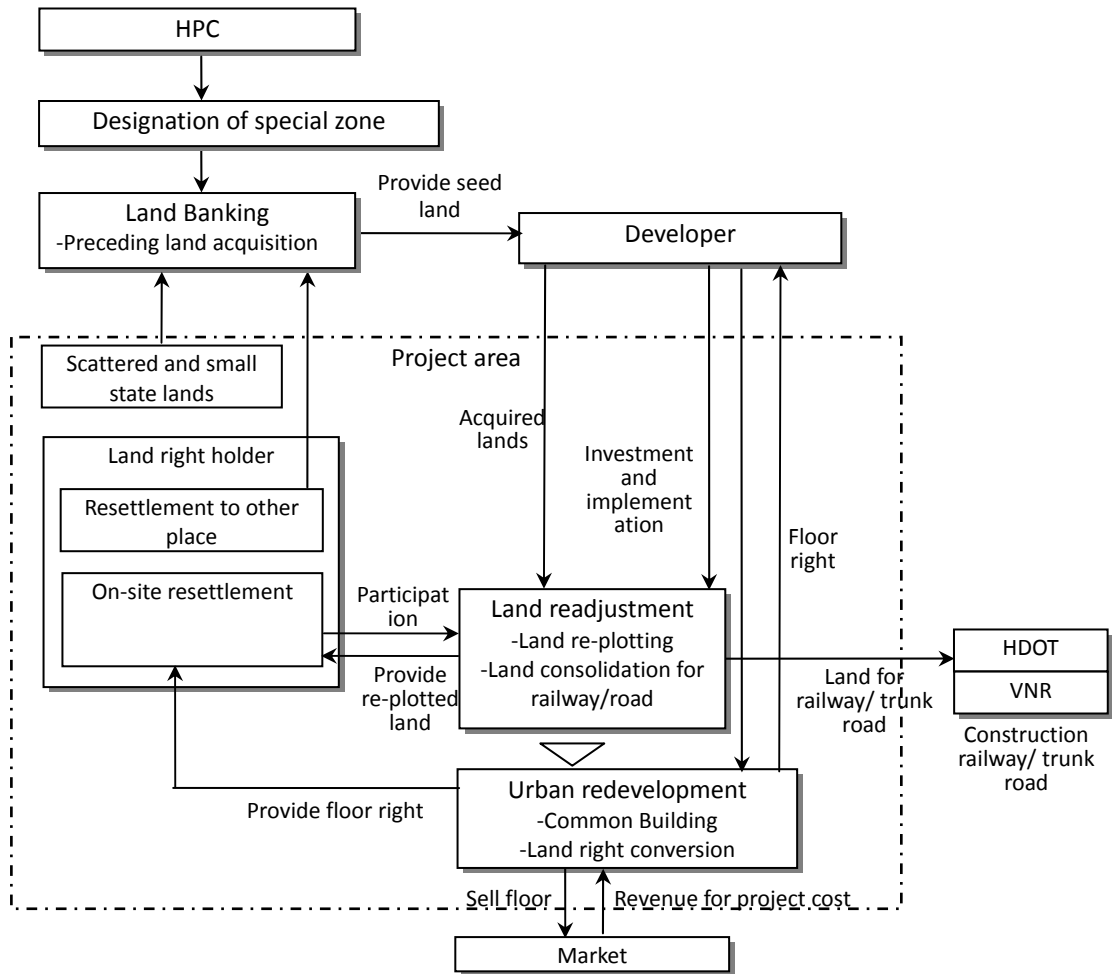 HPC
Designation of special zone
Land Banking
-Preceding land acquisition
Provide seed
land
Developer
Project area
Scattered and small
state lands
Acquired
lands
Investment
and
implement
ation
Floor
right
Land right holder
Resettlement to other
place
On-site resettlement
Participat
ion
Provide
re-plotted
land
Land readjustment
-Land re-plotting
-Land consolidation for
railway/road
Land for
railway/ trunk
road
HDOT
VNR
Construction
railway/ trunk
road
Provide floor right
Urban redevelopment
-Common Building
-Land right conversion
Sell floor
Revenue for project cost
Market